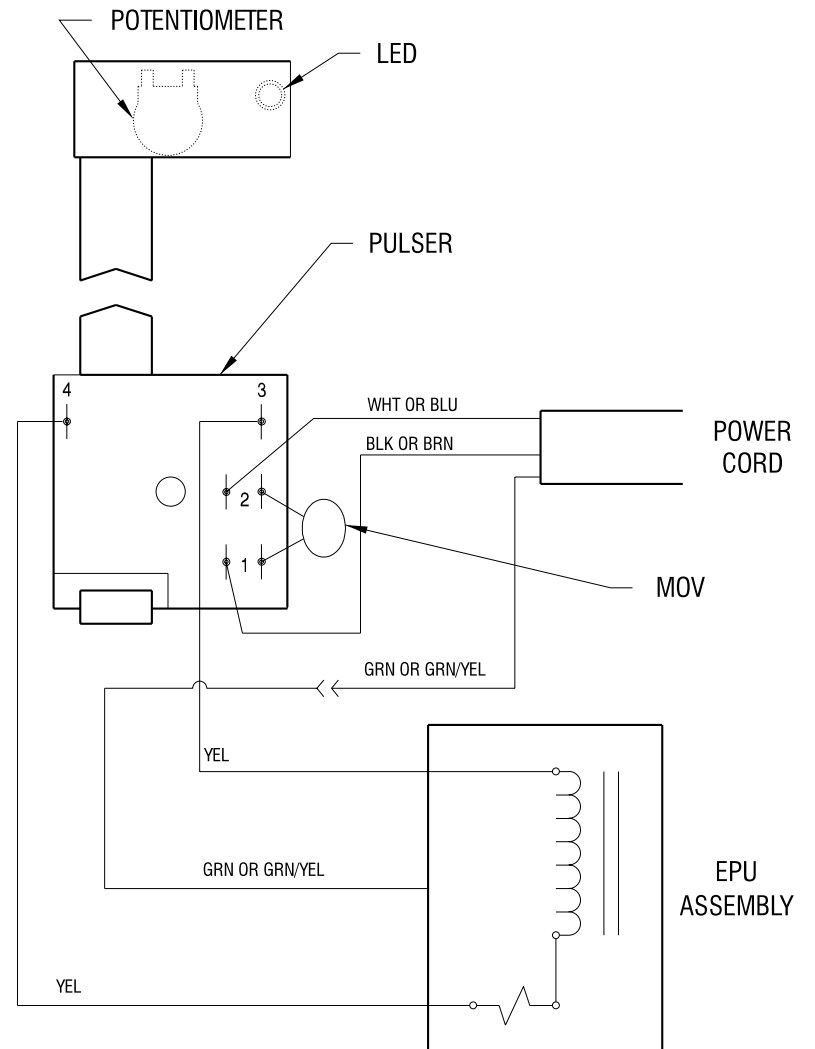 POTENTIOMETER
LED
PULSER
4
3
WHT OR BLU
POWER
CORD
BLK OR BRN
2
1
MOV
GRN OR GRN/YEL
YEL
GRN OR GRN/YEL
EPU
ASSEMBLY
YEL